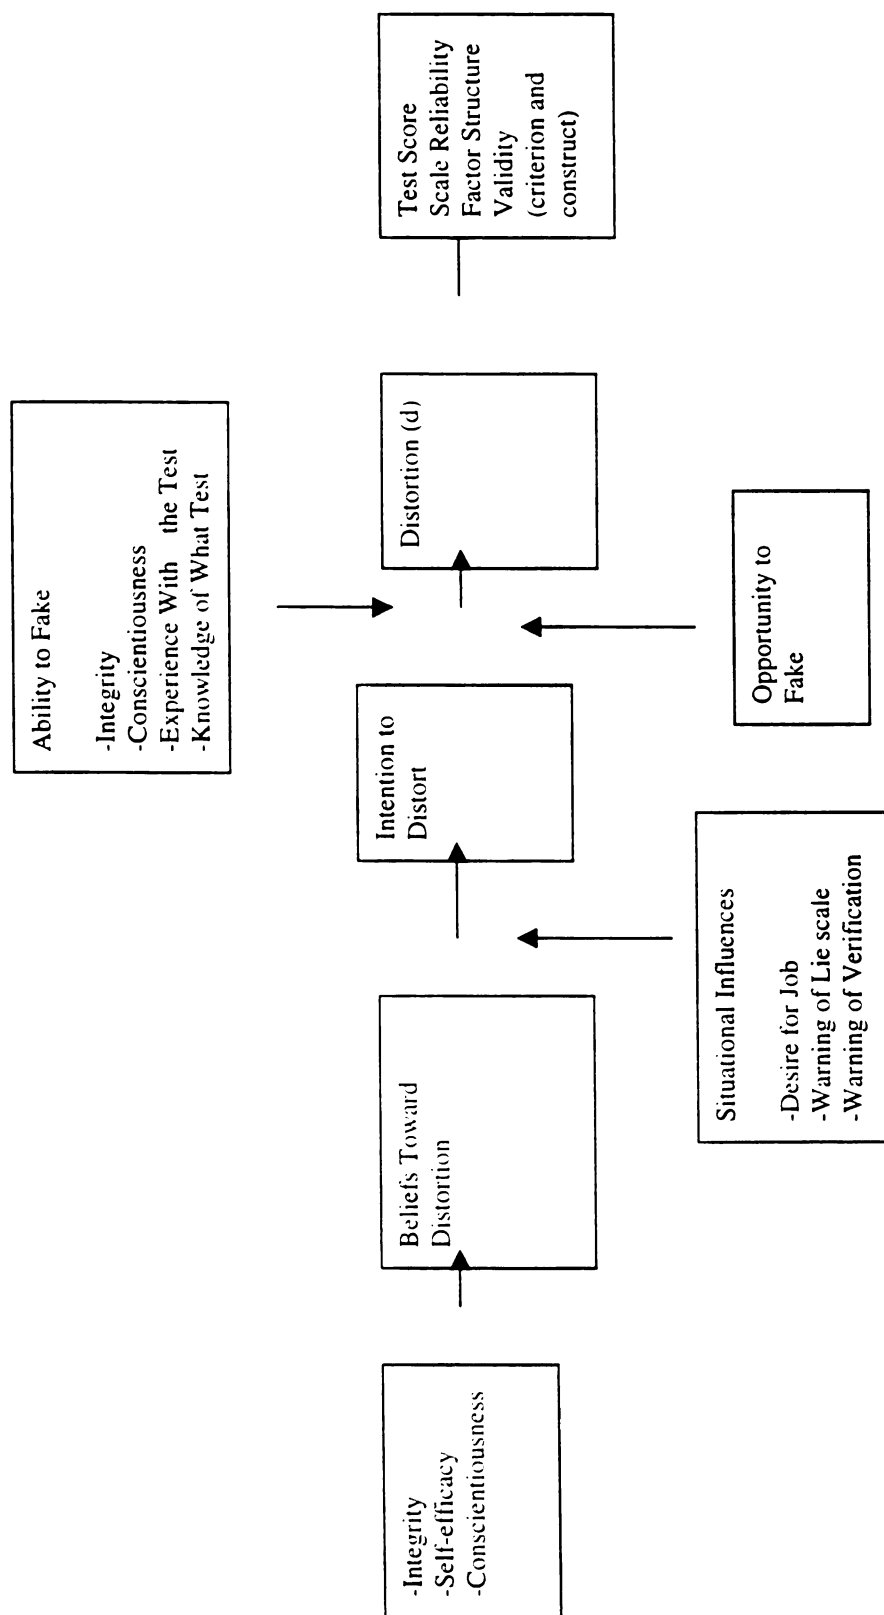 Ability to Fake
-Integrity
-Conscientiousness
-Experience With the Test
-Knowledge of What Test
-Integrity
-Self-efficacy
-Conscientiousness
Beliefs Toward
Distortion
Intention to
Distort
Distortion (d)
Test Score
Scale Reliability
Factor Structure
Validity
(criterion and
construct)
Situational Influences
-Desire for Job
-Warning of Lie scale
-Warning of Verification
Opportunity to
Fake